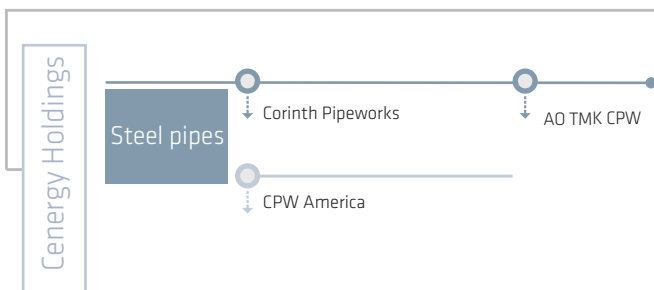 Cenergy Holdings
Steel pipes
Corinth Pipeworks
AO TMK CPW
CPW America